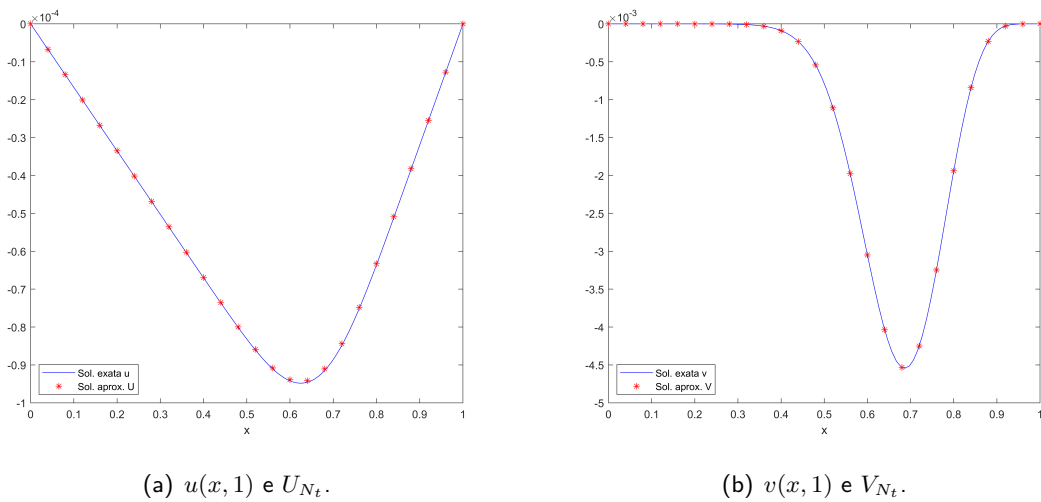 ×10⁻⁴
0
-0.1
-0.2
-0.3
-0.4
-0.5
-0.6
-0.7
-0.8
-0.9
-1
Sol. exata u
Sol. aprox. U
0 0.1 0.2 0.3 0.4 0.5 0.6 0.7 0.8 0.9 1
x
(a) u(x, 1) e U_{N_t}.
×10⁻³
0
-0.5
-1
-1.5
-2
-2.5
-3
-3.5
-4
-4.5
-5
Sol. exata v
Sol. aprox. V
0 0.1 0.2 0.3 0.4 0.5 0.6 0.7 0.8 0.9 1
x
(b) v(x, 1) e V_{N_t}.